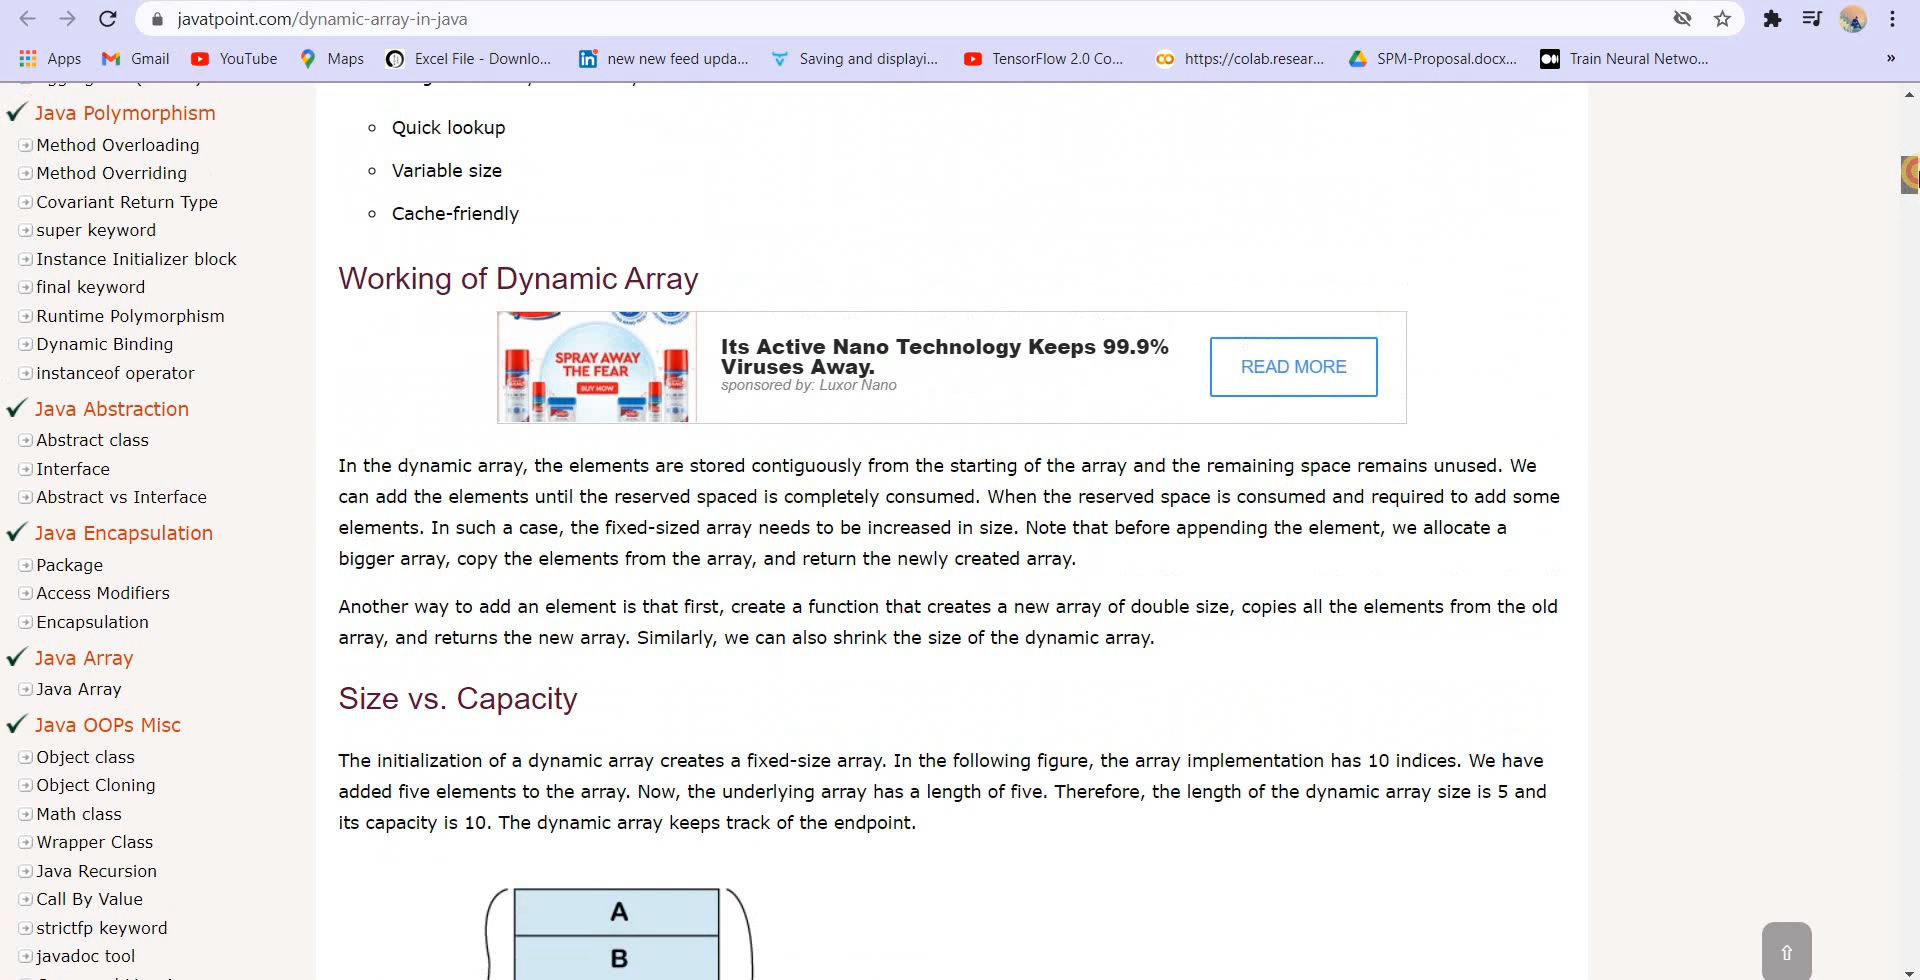 javatpoint.com/dynamic-array-in-java
Apps
Gmail
YouTube
Maps
Excel File - Downlo...
new new feed upda...
Saving and displayi...
TensorFlow 2.0 Co...
https://colab.resear...
SPM-Proposal.docx...
Train Neural Netwo...
»
Java Polymorphism
Method Overloading
Method Overriding
Covariant Return Type
super keyword
Instance Initializer block
final keyword
Runtime Polymorphism
Dynamic Binding
instanceof operator
Java Abstraction
Abstract class
Interface
Abstract vs Interface
Java Encapsulation
Package
Access Modifiers
Encapsulation
Java Array
Java Array
Java OOPs Misc
Object class
Object Cloning
Math class
Wrapper Class
Java Recursion
Call By Value
strictfp keyword
javadoc tool
Quick lookup
Variable size
Cache-friendly
Working of Dynamic Array
SPRAY AWAY
THE FEAR
BUY NOW
Its Active Nano Technology Keeps 99.9%
Viruses Away.
sponsored by: Luxor Nano
READ MORE
In the dynamic array, the elements are stored contiguously from the starting of the array and the remaining space remains unused. We
can add the elements until the reserved spaced is completely consumed. When the reserved space is consumed and required to add some
elements. In such a case, the fixed-sized array needs to be increased in size. Note that before appending the element, we allocate a
bigger array, copy the elements from the array, and return the newly created array.
Another way to add an element is that first, create a function that creates a new array of double size, copies all the elements from the old
array, and returns the new array. Similarly, we can also shrink the size of the dynamic array.
Size vs. Capacity
The initialization of a dynamic array creates a fixed-size array. In the following figure, the array implementation has 10 indices. We have
added five elements to the array. Now, the underlying array has a length of five. Therefore, the length of the dynamic array size is 5 and
its capacity is 10. The dynamic array keeps track of the endpoint.
A
B